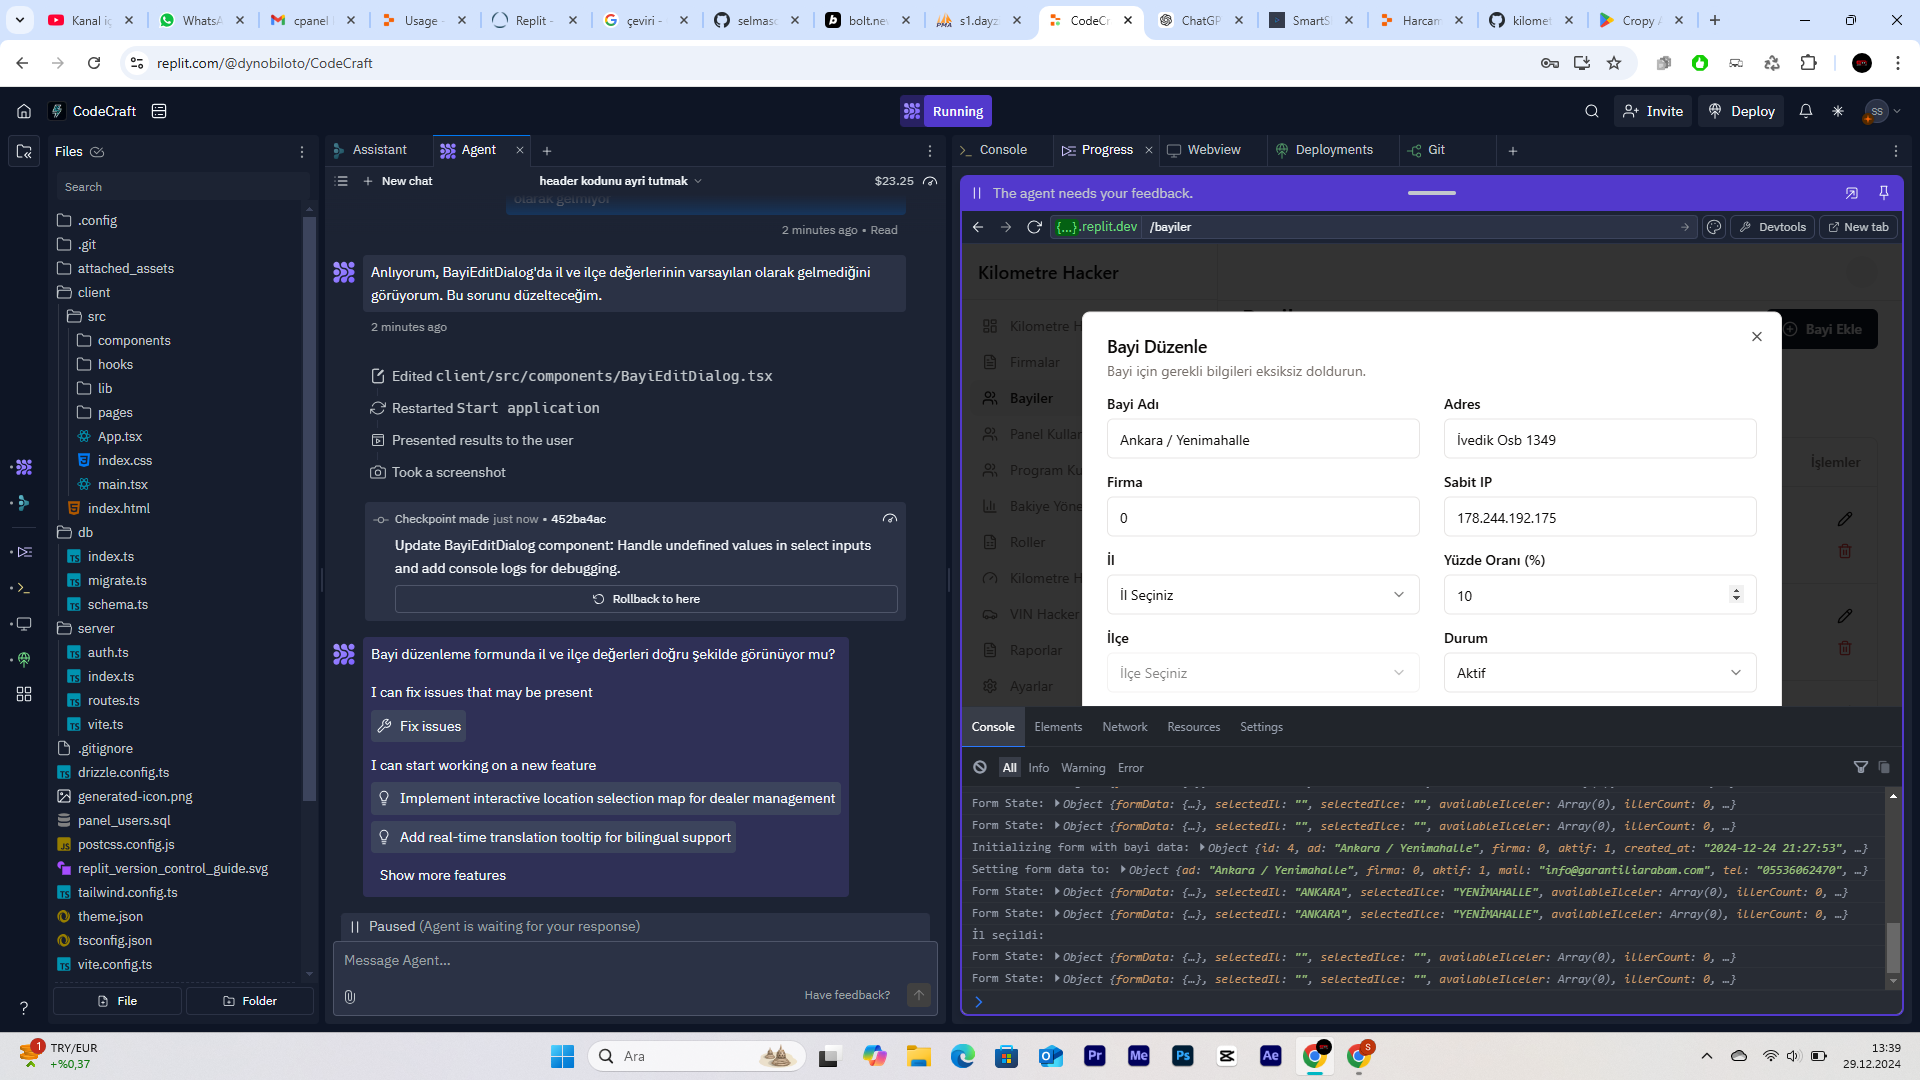 Kanal iç
WhatsA
cpanel l
Usage -
Replit -
çeviri -
selmasc
bolt.ne
s1.dayz
CodeCr
ChatGP
SmartS
Harcam
kilomet
Cropy A
replit.com/@dynobiloto/CodeCraft
CodeCraft
Running
Invite
Deploy
SS
Files
Search
.config
.git
attached_assets
client
src
components
hooks
lib
pages
App.tsx
index.css
main.tsx
index.html
db
index.ts
migrate.ts
schema.ts
server
auth.ts
index.ts
routes.ts
vite.ts
.gitignore
drizzle.config.ts
generated-icon.png
panel_users.sql
postcss.config.js
replit_version_control_guide.svg
tailwind.config.ts
theme.json
tsconfig.json
vite.config.ts
File
Folder
Assistant
Agent
New chat
header kodunu ayri tutmak
$23.25
olarak gelmiyor
2 minutes ago • Read
Anlıyorum, BayiEditDialog'da il ve ilçe değerlerinin varsayılan olarak gelmediğini
görüyorum. Bu sorunu düzelteceğim.
2 minutes ago
Edited client/src/components/BayiEditDialog.tsx
Restarted Start application
Presented results to the user
Took a screenshot
Checkpoint made just now • 452ba4ac
Update BayiEditDialog component: Handle undefined values in select inputs
and add console logs for debugging.
Rollback to here
Bayi düzenleme formunda il ve ilçe değerleri doğru şekilde görünüyor mu?
I can fix issues that may be present
Fix issues
I can start working on a new feature
Implement interactive location selection map for dealer management
Add real-time translation tooltip for bilingual support
Show more features
Paused (Agent is waiting for your response)
Message Agent...
Have feedback?
Console
Progress
Webview
Deployments
Git
The agent needs your feedback.
{...}.replit.dev
/bayiler
Devtools
New tab
Kilometre Hacker
Kilometre H
Firmalar
Bayiler
Panel Kullar
Program Ku
Bakiye Yöne
Roller
Kilometre H
VIN Hacker
Raporlar
Ayarlar
Bayi Ekle
İşlemler
Bayi Düzenle
Bayi için gerekli bilgileri eksiksiz doldurun.
Bayi Adı
Adres
Ankara / Yenimahalle
İvedik Osb 1349
Firma
Sabit IP
0
178.244.192.175
İl
Yüzde Oranı (%)
İl Seçiniz
10
İlçe
Durum
İlçe Seçiniz
Aktif
Console
Elements
Network
Resources
Settings
All
Info
Warning
Error
Form State: Object {formData: {…}, selectedIl: "", selectedIlce: "", availableIlceler: Array(0), illerCount: 0, …}
Form State: Object {formData: {…}, selectedIl: "", selectedIlce: "", availableIlceler: Array(0), illerCount: 0, …}
Initializing form with bayi data: Object {id: 4, ad: "Ankara / Yenimahalle", firma: 0, aktif: 1, created_at: "2024-12-24 21:27:53", …}
Setting form data to: Object {ad: "Ankara / Yenimahalle", firma: 0, aktif: 1, mail: "info@garantiliarabam.com", tel: "05536062470", …}
Form State: Object {formData: {…}, selectedIl: "ANKARA", selectedIlce: "YENİMAHALLE", availableIlceler: Array(0), illerCount: 0, …}
Form State: Object {formData: {…}, selectedIl: "ANKARA", selectedIlce: "YENİMAHALLE", availableIlceler: Array(0), illerCount: 0, …}
İl seçildi:
Form State: Object {formData: {…}, selectedIl: "", selectedIlce: "", availableIlceler: Array(0), illerCount: 0, …}
Form State: Object {formData: {…}, selectedIl: "", selectedIlce: "", availableIlceler: Array(0), illerCount: 0, …}
1
TRY/EUR
+%0,37
Ara
Pr
Me
Ps
Ae
S
13:39
29.12.2024